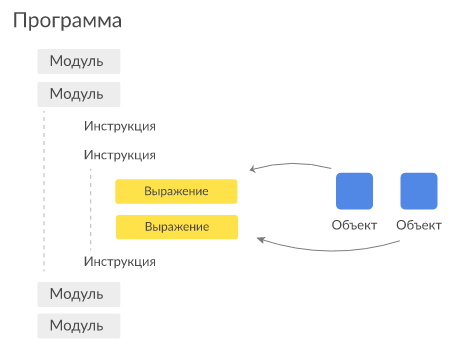 Программа
Модуль
Модуль
Инструкция
Инструкция
Выражение
Выражение
Объект Объект
Инструкция
Модуль
Модуль